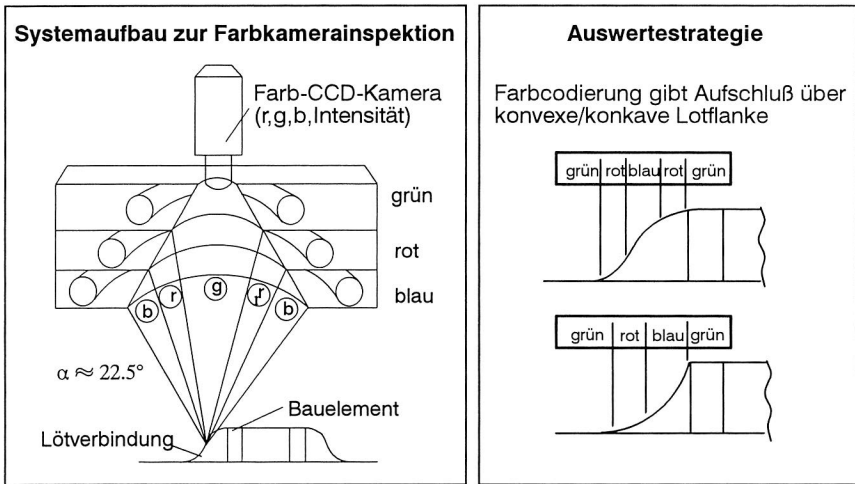 Systemaufbau zur Farbkamerainspektion
Farb-CCD-Kamera
(r,g,b,Intensität)
grün
rot
blau
b r g r b
α ≈ 22.5°
Bauelement
Lötverbindung
Auswertestrategie
Farbcodierung gibt Aufschluß über
konvexe/konkave Lotflanke
grün rot blau rot grün
grün rot blau grün